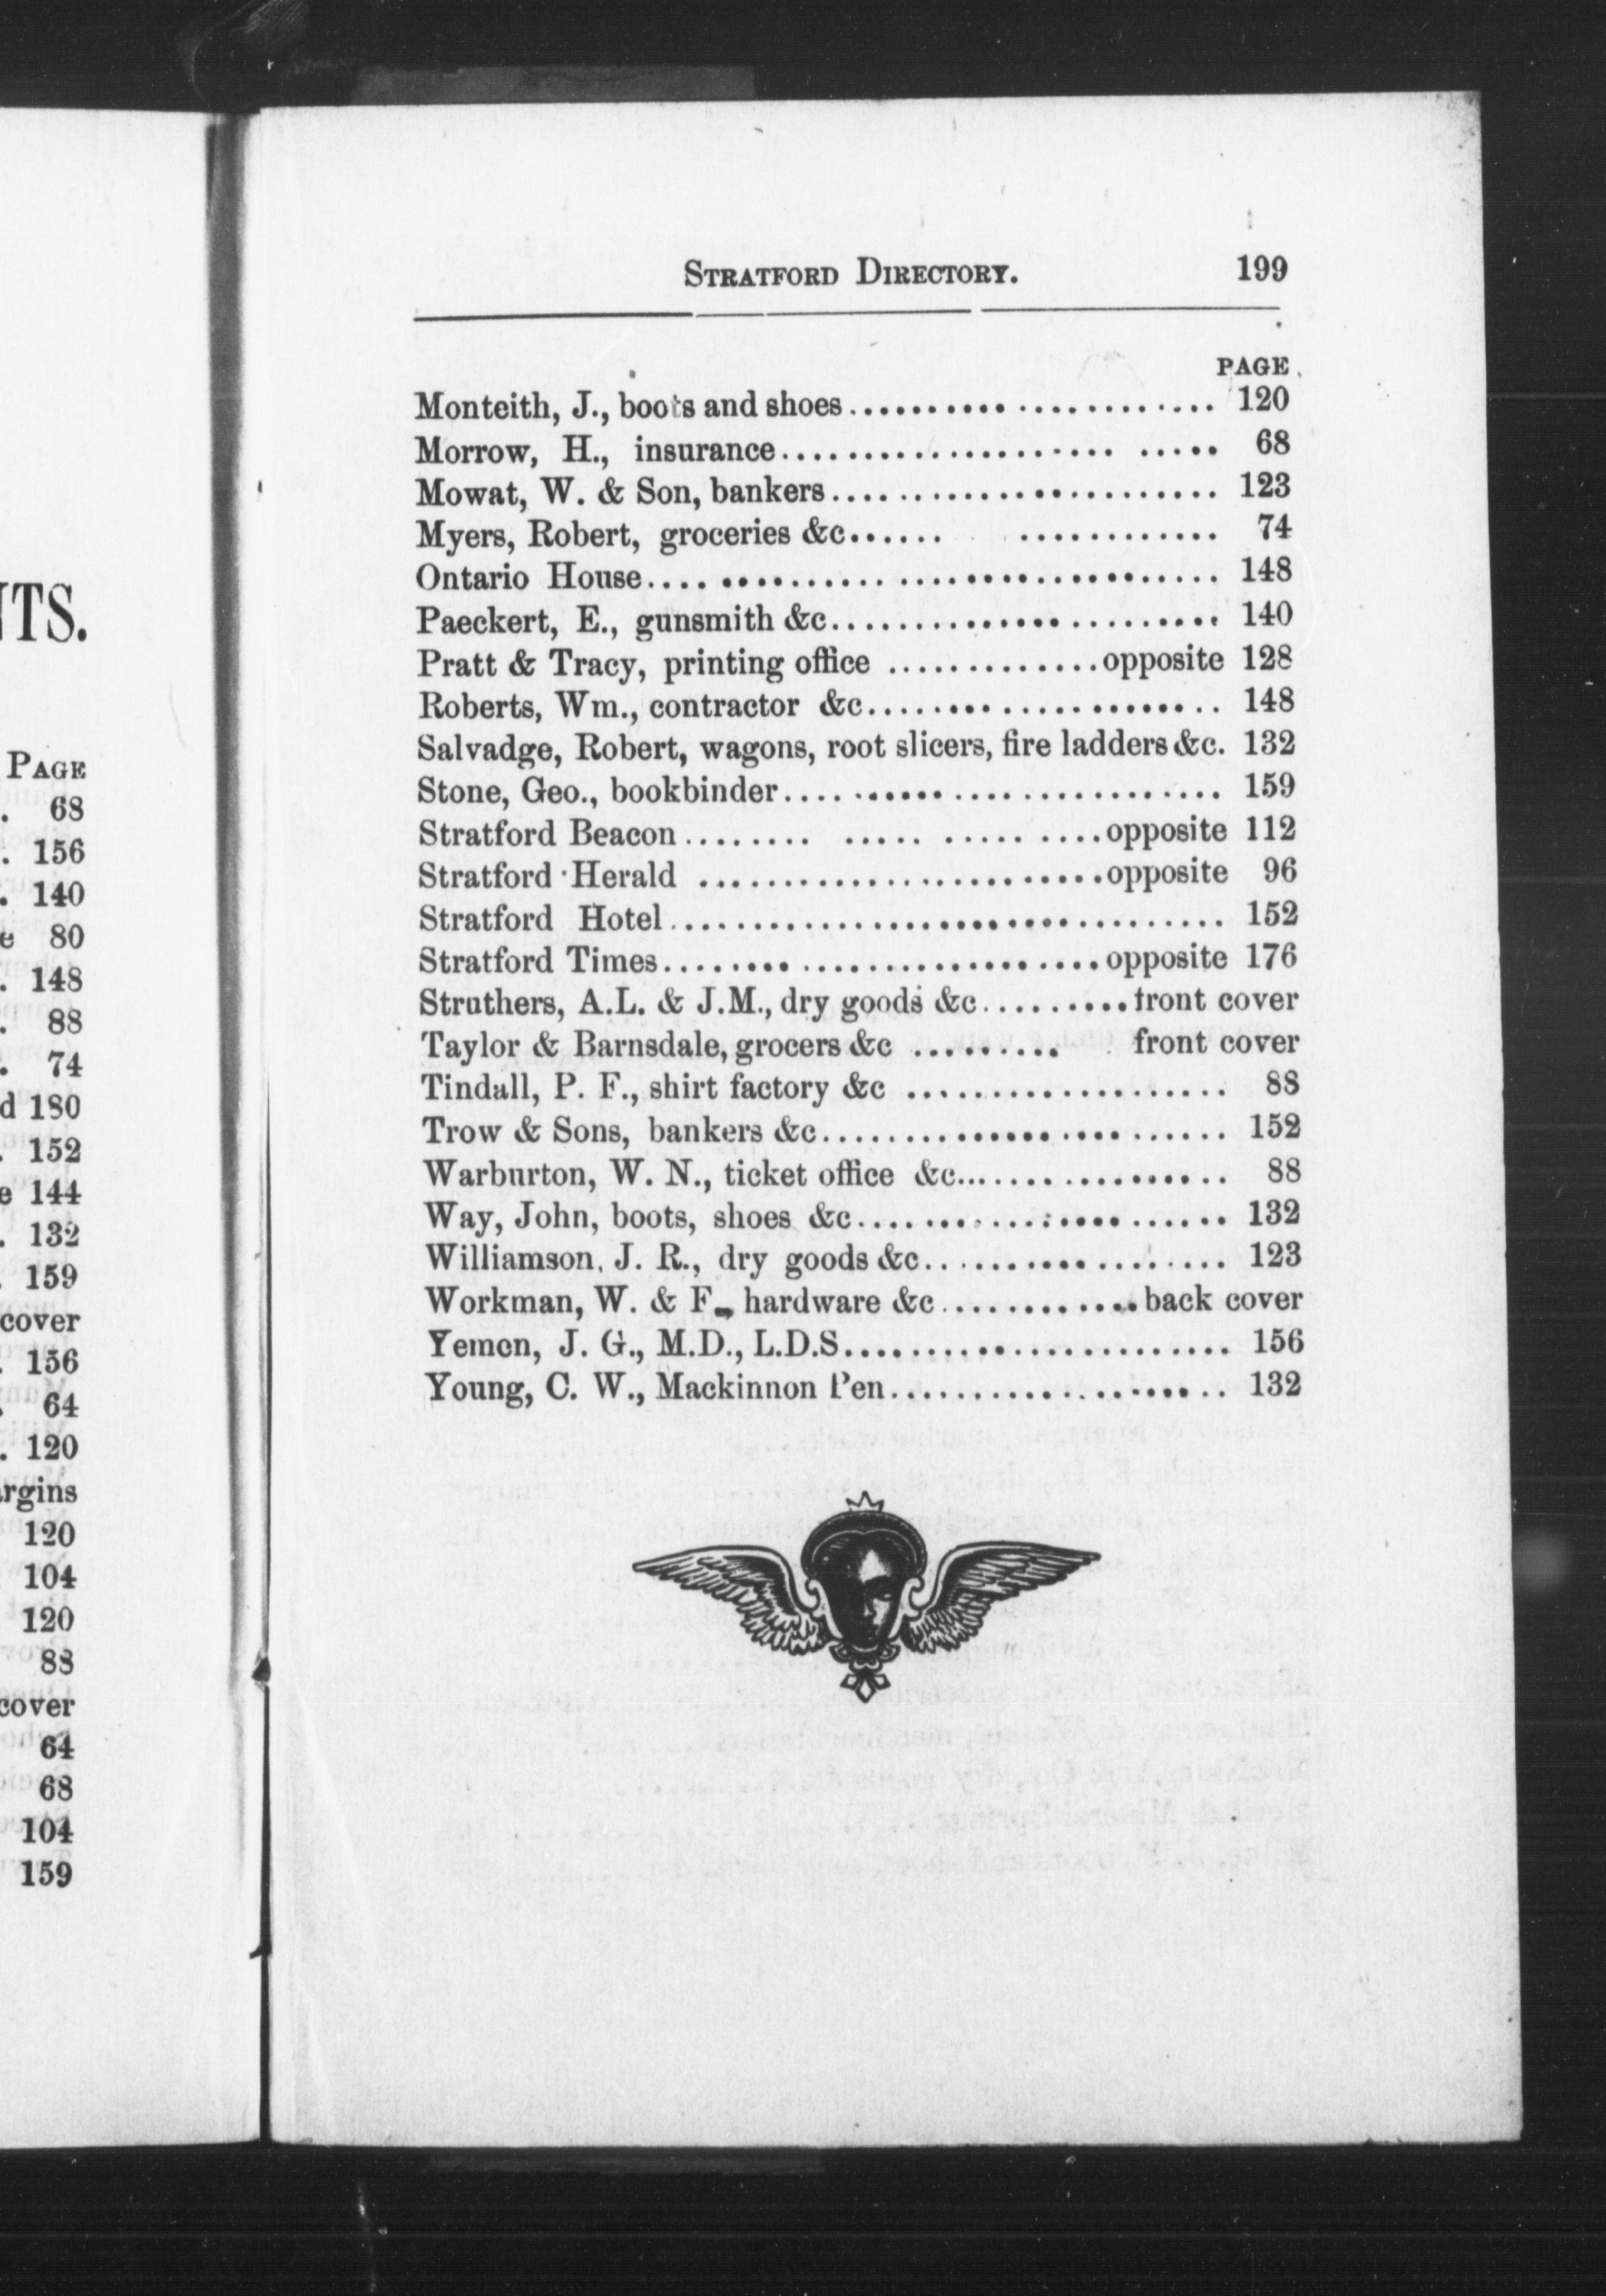 NTS.
PAGE
. 68
. 156
. 140
e 80
. 148
. 88
. 74
d 180
. 152
e 144
. 132
. 159
cover
. 156
. 64
. 120
argins
120
104
120
88
cover
64
68
104
159
STRATFORD DIRECTORY. 199
PAGE.
Monteith, J., boots and shoes........................ 120
Morrow, H., insurance......................... 68
Mowat, W. & Son, bankers........................ 123
Myers, Robert, groceries &c...... ............ 74
Ontario House.................................. 148
Paeckert, E., gunsmith &c........................ 140
Pratt & Tracy, printing office .............opposite 128
Roberts, Wm., contractor &c...................... 148
Salvadge, Robert, wagons, root slicers, fire ladders &c. 132
Stone, Geo., bookbinder........................... 159
Stratford Beacon........ ..... ..... ....opposite 112
Stratford Herald .........................opposite 96
Stratford Hotel.................................. 152
Stratford Times........ ..................opposite 176
Struthers, A.L. & J.M., dry goods &c.........front cover
Taylor & Barnsdale, grocers &c ......... front cover
Tindall, P. F., shirt factory &c ................... 88
Trow & Sons, bankers &c......................... 152
Warburton, W. N., ticket office &c................ 88
Way, John, boots, shoes &c....................... 132
Williamson, J. R., dry goods &c................... 123
Workman, W. & F., hardware &c............back cover
Yemen, J. G., M.D., L.D.S........................ 156
Young, C. W., Mackinnon Pen.................... 132